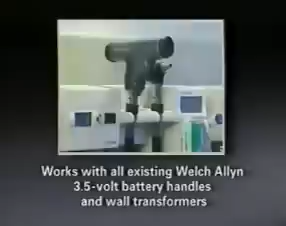 Works with all existing Welch Allyn
3.5-volt battery handles
and wall transformers